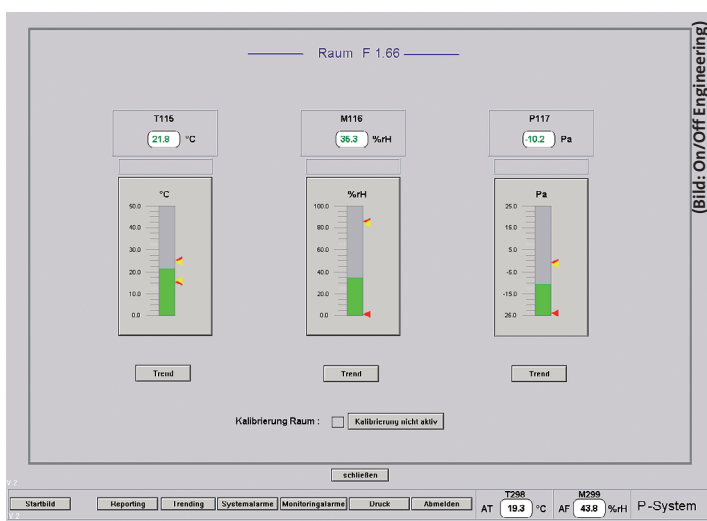 Raum F 1.66
T115
21.8 °C
M116
35.3 %rH
P117
-10.2 Pa
°C
50.0
40.0
30.0
20.0
10.0
0.0
%rH
100.0
80.0
60.0
40.0
20.0
0.0
Pa
25.0
15.0
5.0
-5.0
-15.0
25.0
Trend
Trend
Trend
Kalibrierung Raum :
Kalibrierung nicht aktiv
schließen
V 2
Startbild
Reporting
Trending
Systemalarme
Monitoringalarme
Druck
Abmelden
T298
AT 19.3 °C
M299
AF 43.8 %rH
P-System
V 2
(Bild: On/Off Engineering)